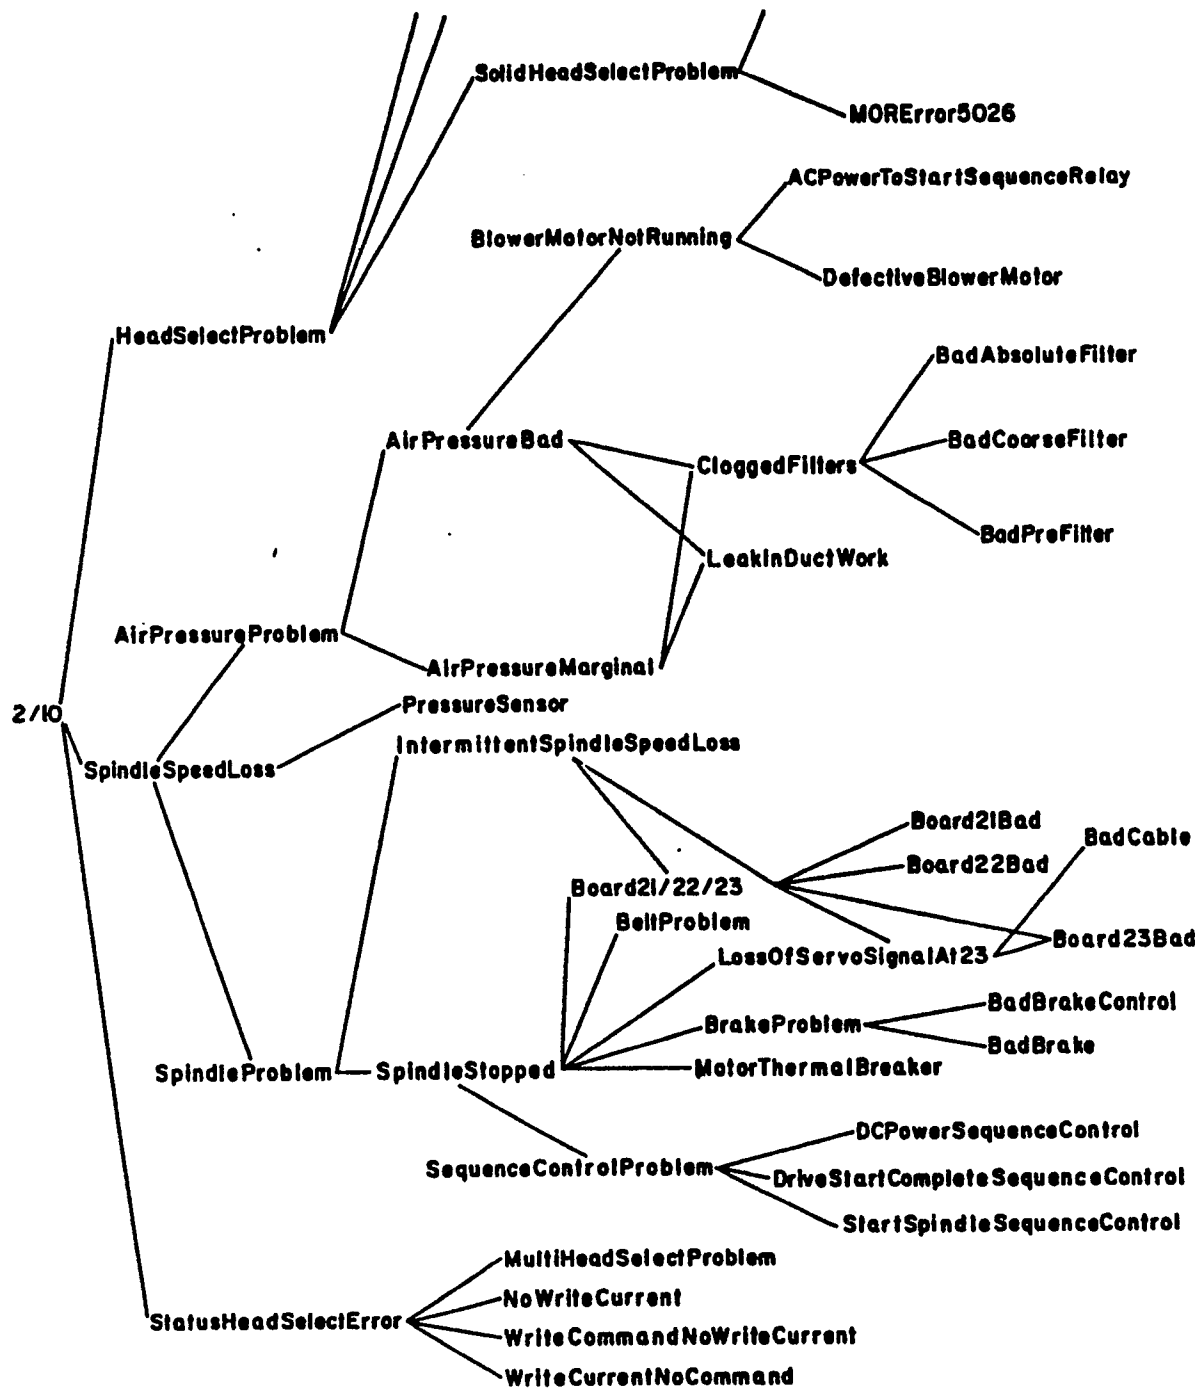 SolidHeadSelectProblem
MORError5026
ACPowerToStartSequenceRelay
BlowerMotorNotRunning
DefectiveBlowerMotor
HeadSelectProblem
BadAbsoluteFilter
AirPressureBad
BadCoarseFilter
CloggedFilters
BadPreFilter
LeakInDuctWork
AirPressureProblem
AirPressureMarginal
PressureSensor
2/10
IntermittentSpindleSpeedLoss
SpindleSpeedLoss
Board21Bad
BadCable
Board22Bad
Board21/22/23
BeltProblem
Board23Bad
LossOfServoSignalAt23
BadBrakeControl
BrakeProblem
BadBrake
SpindleProblem
SpindleStopped
MotorThermalBreaker
DCPowerSequenceControl
SequenceControlProblem
DriveStartCompleteSequenceControl
StartSpindleSequenceControl
MultiHeadSelectProblem
NoWriteCurrent
StatusHeadSelectError
WriteCommandNoWriteCurrent
WriteCurrentNoCommand